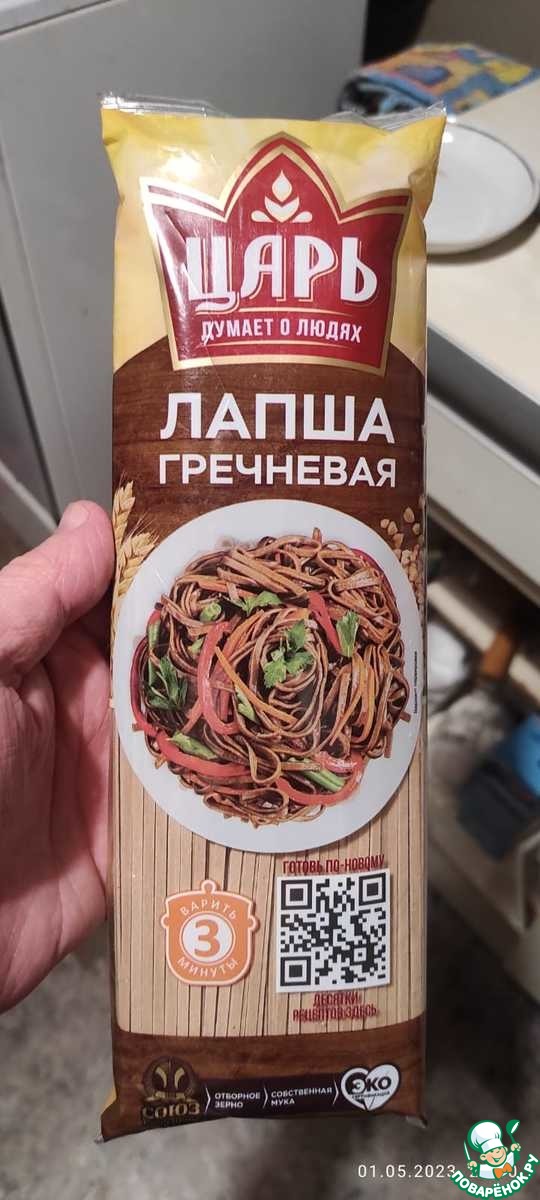 ЦАРЬ
ДУМАЕТ О ЛЮДЯХ
ЛАПША
ГРЕЧНЕВАЯ
ГОТОВЬ ПО-НОВОМУ
ВАРИТЬ
3
МИНУТЫ
ДЕСЯТКИ
РЕЦЕПТОВ ЗДЕСЬ
СОЮЗ
ОТБОРНОЕ
ЗЕРНО
СОБСТВЕННАЯ
МУКА
ЭКО
01.05.2023
ПОВАРЁНОК.РУ